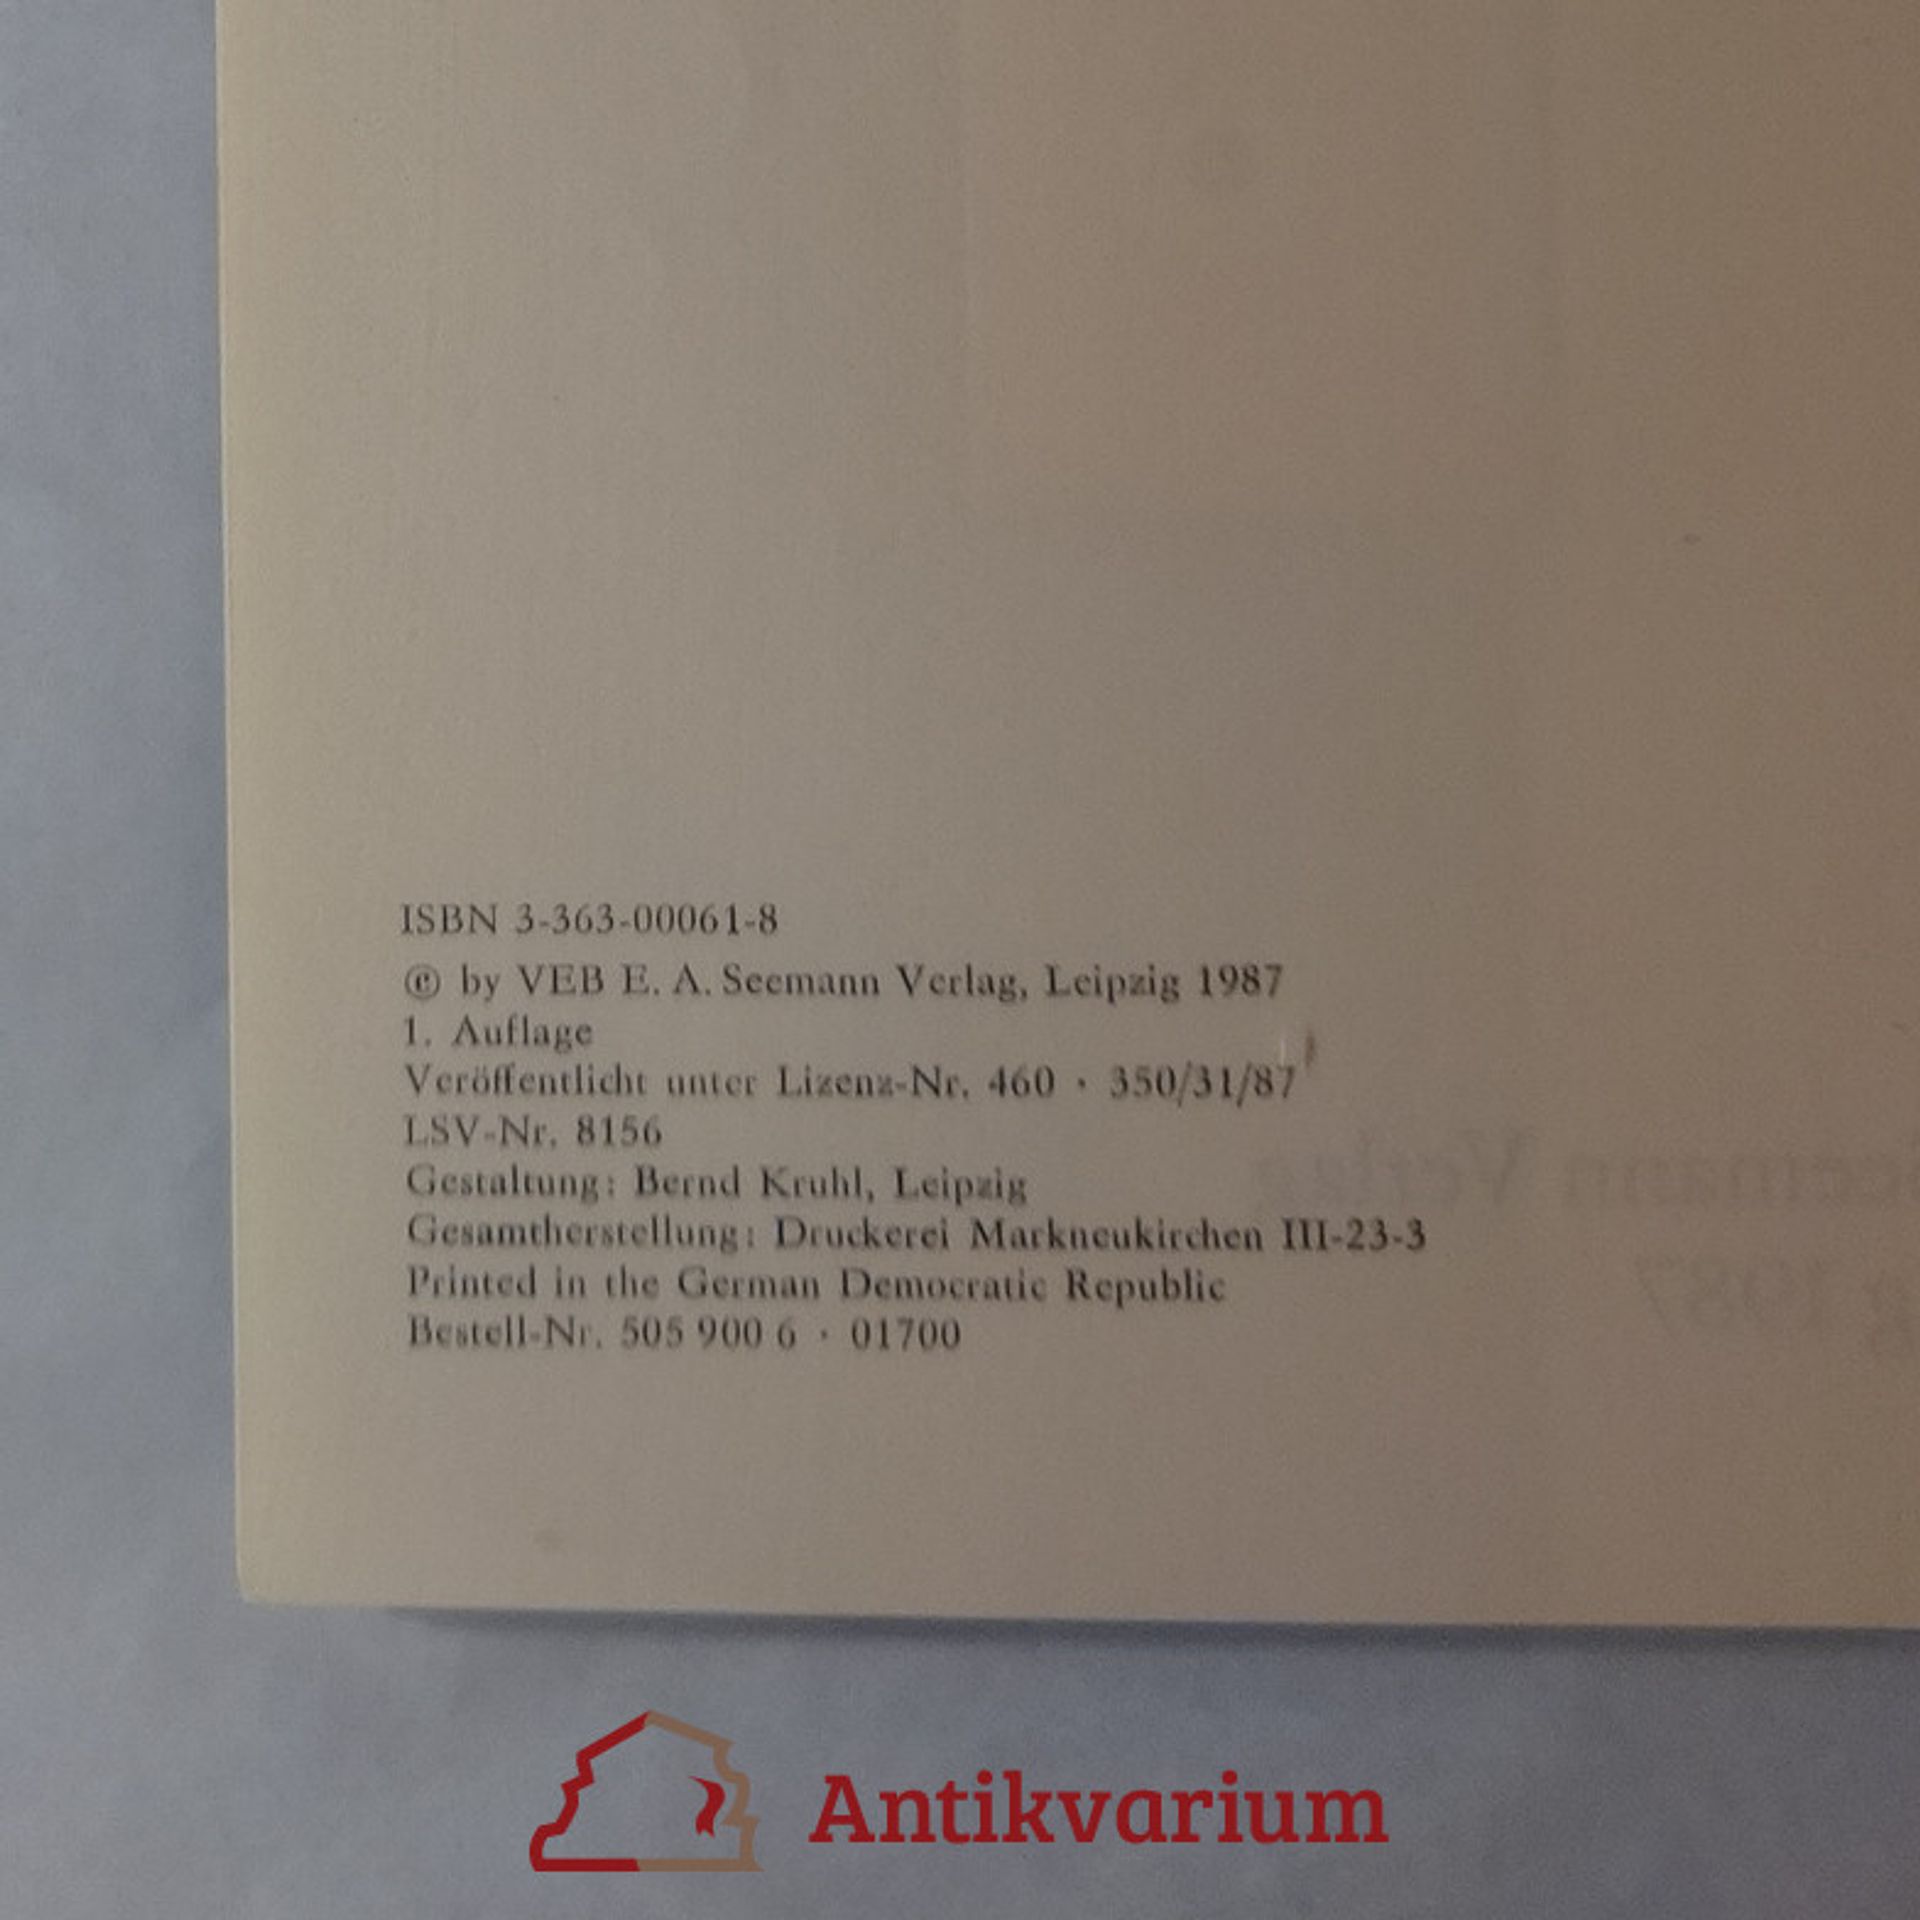 ISBN 3-363-00061-8
© by VEB E. A. Seemann Verlag, Leipzig 1987
1. Auflage
Veröffentlicht unter Lizenz-Nr. 460 · 350/31/87
LSV-Nr. 8156
Gestaltung: Bernd Kruhl, Leipzig
Gesamtherstellung: Druckerei Markneukirchen III-23-3
Printed in the German Democratic Republic
Bestell-Nr. 505 900 6 · 01700
Antikvarium